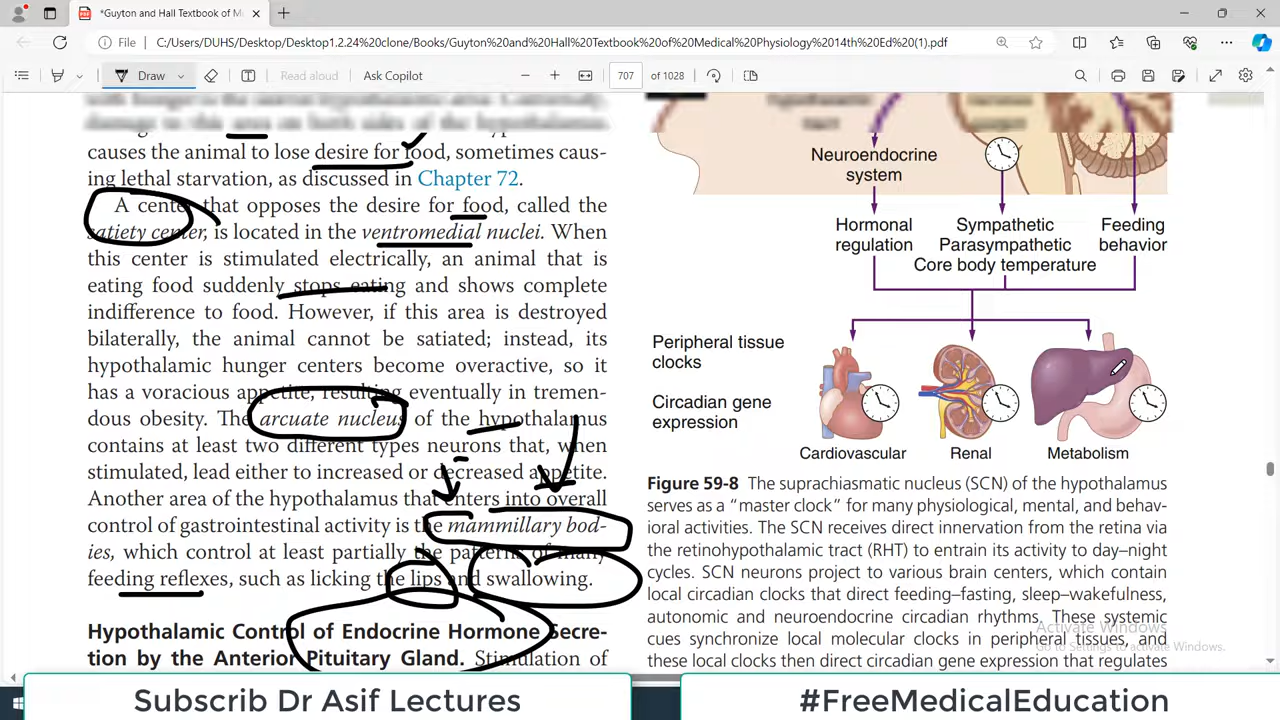 *Guyton and Hall Textbook of M
File
C:/Users/DUHS/Desktop/Desktop1.2.24%20clone/Books/Guyton%20and%20Hall%20Textbook%20of%20Medical%20Physiology%2014th%20Ed%20(1).pdf
Draw
Read aloud
Ask Copilot
707 of 1028
causes the animal to lose desire for food, sometimes caus-
ing lethal starvation, as discussed in Chapter 72.
A center that opposes the desire for food, called the
satiety center, is located in the ventromedial nuclei. When
this center is stimulated electrically, an animal that is
eating food suddenly stops eating and shows complete
indifference to food. However, if this area is destroyed
bilaterally, the animal cannot be satiated; instead, its
hypothalamic hunger centers become overactive, so it
has a voracious appetite, resulting eventually in tremen-
dous obesity. The arcuate nucleus of the hypothalamus
contains at least two different types neurons that, when
stimulated, lead either to increased or decreased appetite.
Another area of the hypothalamus that enters into overall
control of gastrointestinal activity is the mammillary bod-
ies, which control at least partially the patterns of many
feeding reflexes, such as licking the lips and swallowing.
Hypothalamic Control of Endocrine Hormone Secre-
tion by the Anterior Pituitary Gland. Stimulation of
Neuroendocrine
system
Hormonal
regulation
Sympathetic
Parasympathetic
Core body temperature
Feeding
behavior
Peripheral tissue
clocks
Circadian gene
expression
Cardiovascular
Renal
Metabolism
Figure 59-8 The suprachiasmatic nucleus (SCN) of the hypothalamus
serves as a “master clock” for many physiological, mental, and behav-
ioral activities. The SCN receives direct innervation from the retina via
the retinohypothalamic tract (RHT) to entrain its activity to day–night
cycles. SCN neurons project to various brain centers, which contain
local circadian clocks that direct feeding–fasting, sleep–wakefulness,
autonomic and neuroendocrine circadian rhythms. These systemic
cues synchronize local molecular clocks in peripheral tissues, and
these local clocks then direct circadian gene expression that regulates
Activate Windows
Go to Settings to activate Windows.
Subscrib Dr Asif Lectures
#FreeMedicalEducation